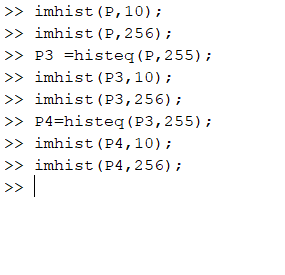 >> imhist(P,10);
>> imhist(P,256);
>> P3 =histeq(P,255);
>> imhist(P3,10);
>> imhist(P3,256);
>> P4=histeq(P3,255);
>> imhist(P4,10);
>> imhist(P4,256);
>>